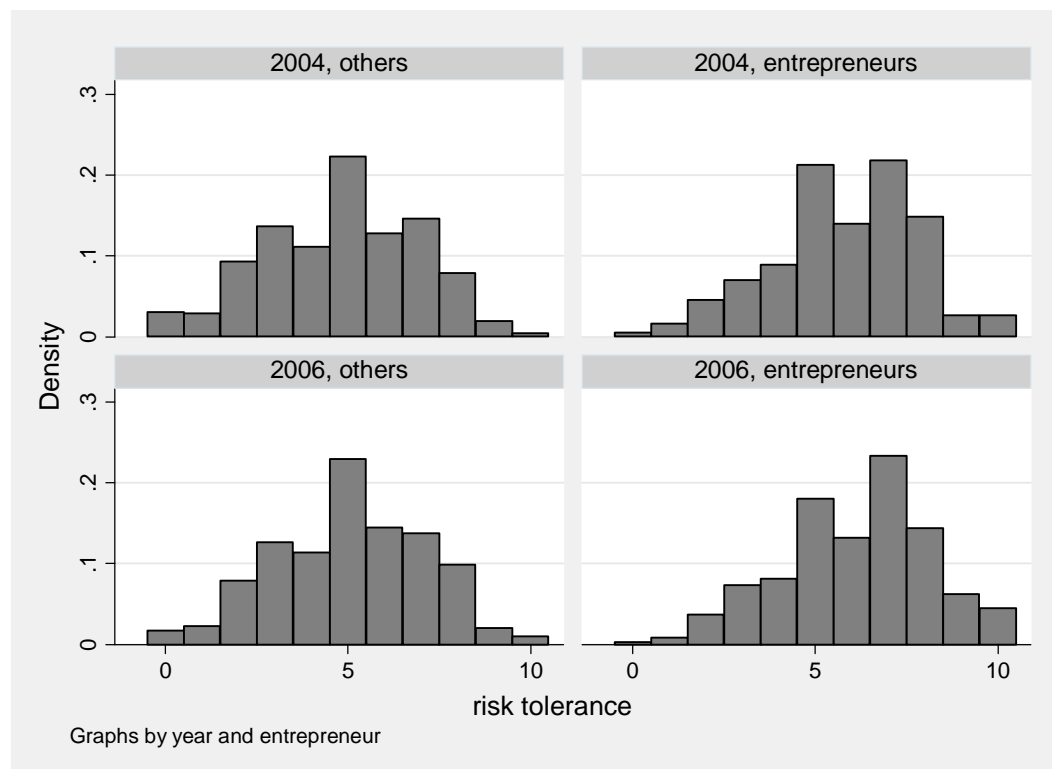 2004, others
2004, entrepreneurs
.3
.2
.1
0
2006, others
2006, entrepreneurs
.3
.2
.1
0
0 5 10
0 5 10
Density
risk tolerance
Graphs by year and entrepreneur